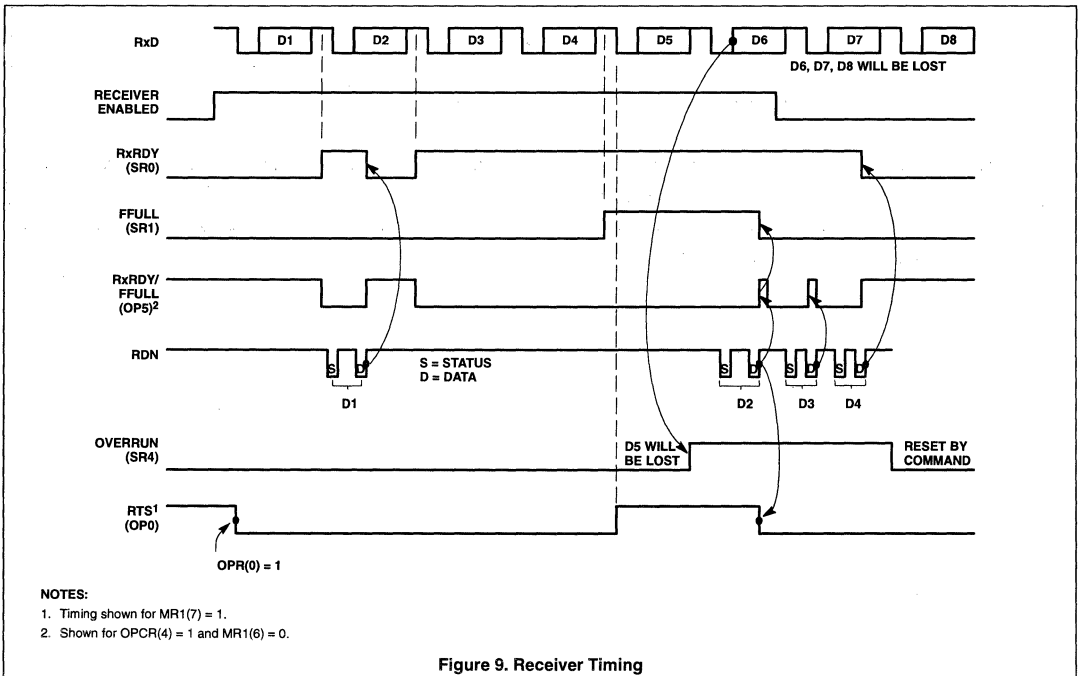 RxD
D1 D2 D3 D4 D5 D6 D7 D8
D6, D7, D8 WILL BE LOST
RECEIVER
ENABLED
RxRDY
(SR0)
FFULL
(SR1)
RxRDY/
FFULL
(OP5)2
RDN
S D
S = STATUS
D = DATA
S D S D S D
D1 D2 D3 D4
OVERRUN
(SR4)
D5 WILL
BE LOST
RESET BY
COMMAND
RTS1
(OP0)
OPR(0) = 1
NOTES:
1. Timing shown for MR1(7) = 1.
2. Shown for OPCR(4) = 1 and MR1(6) = 0.
Figure 9. Receiver Timing